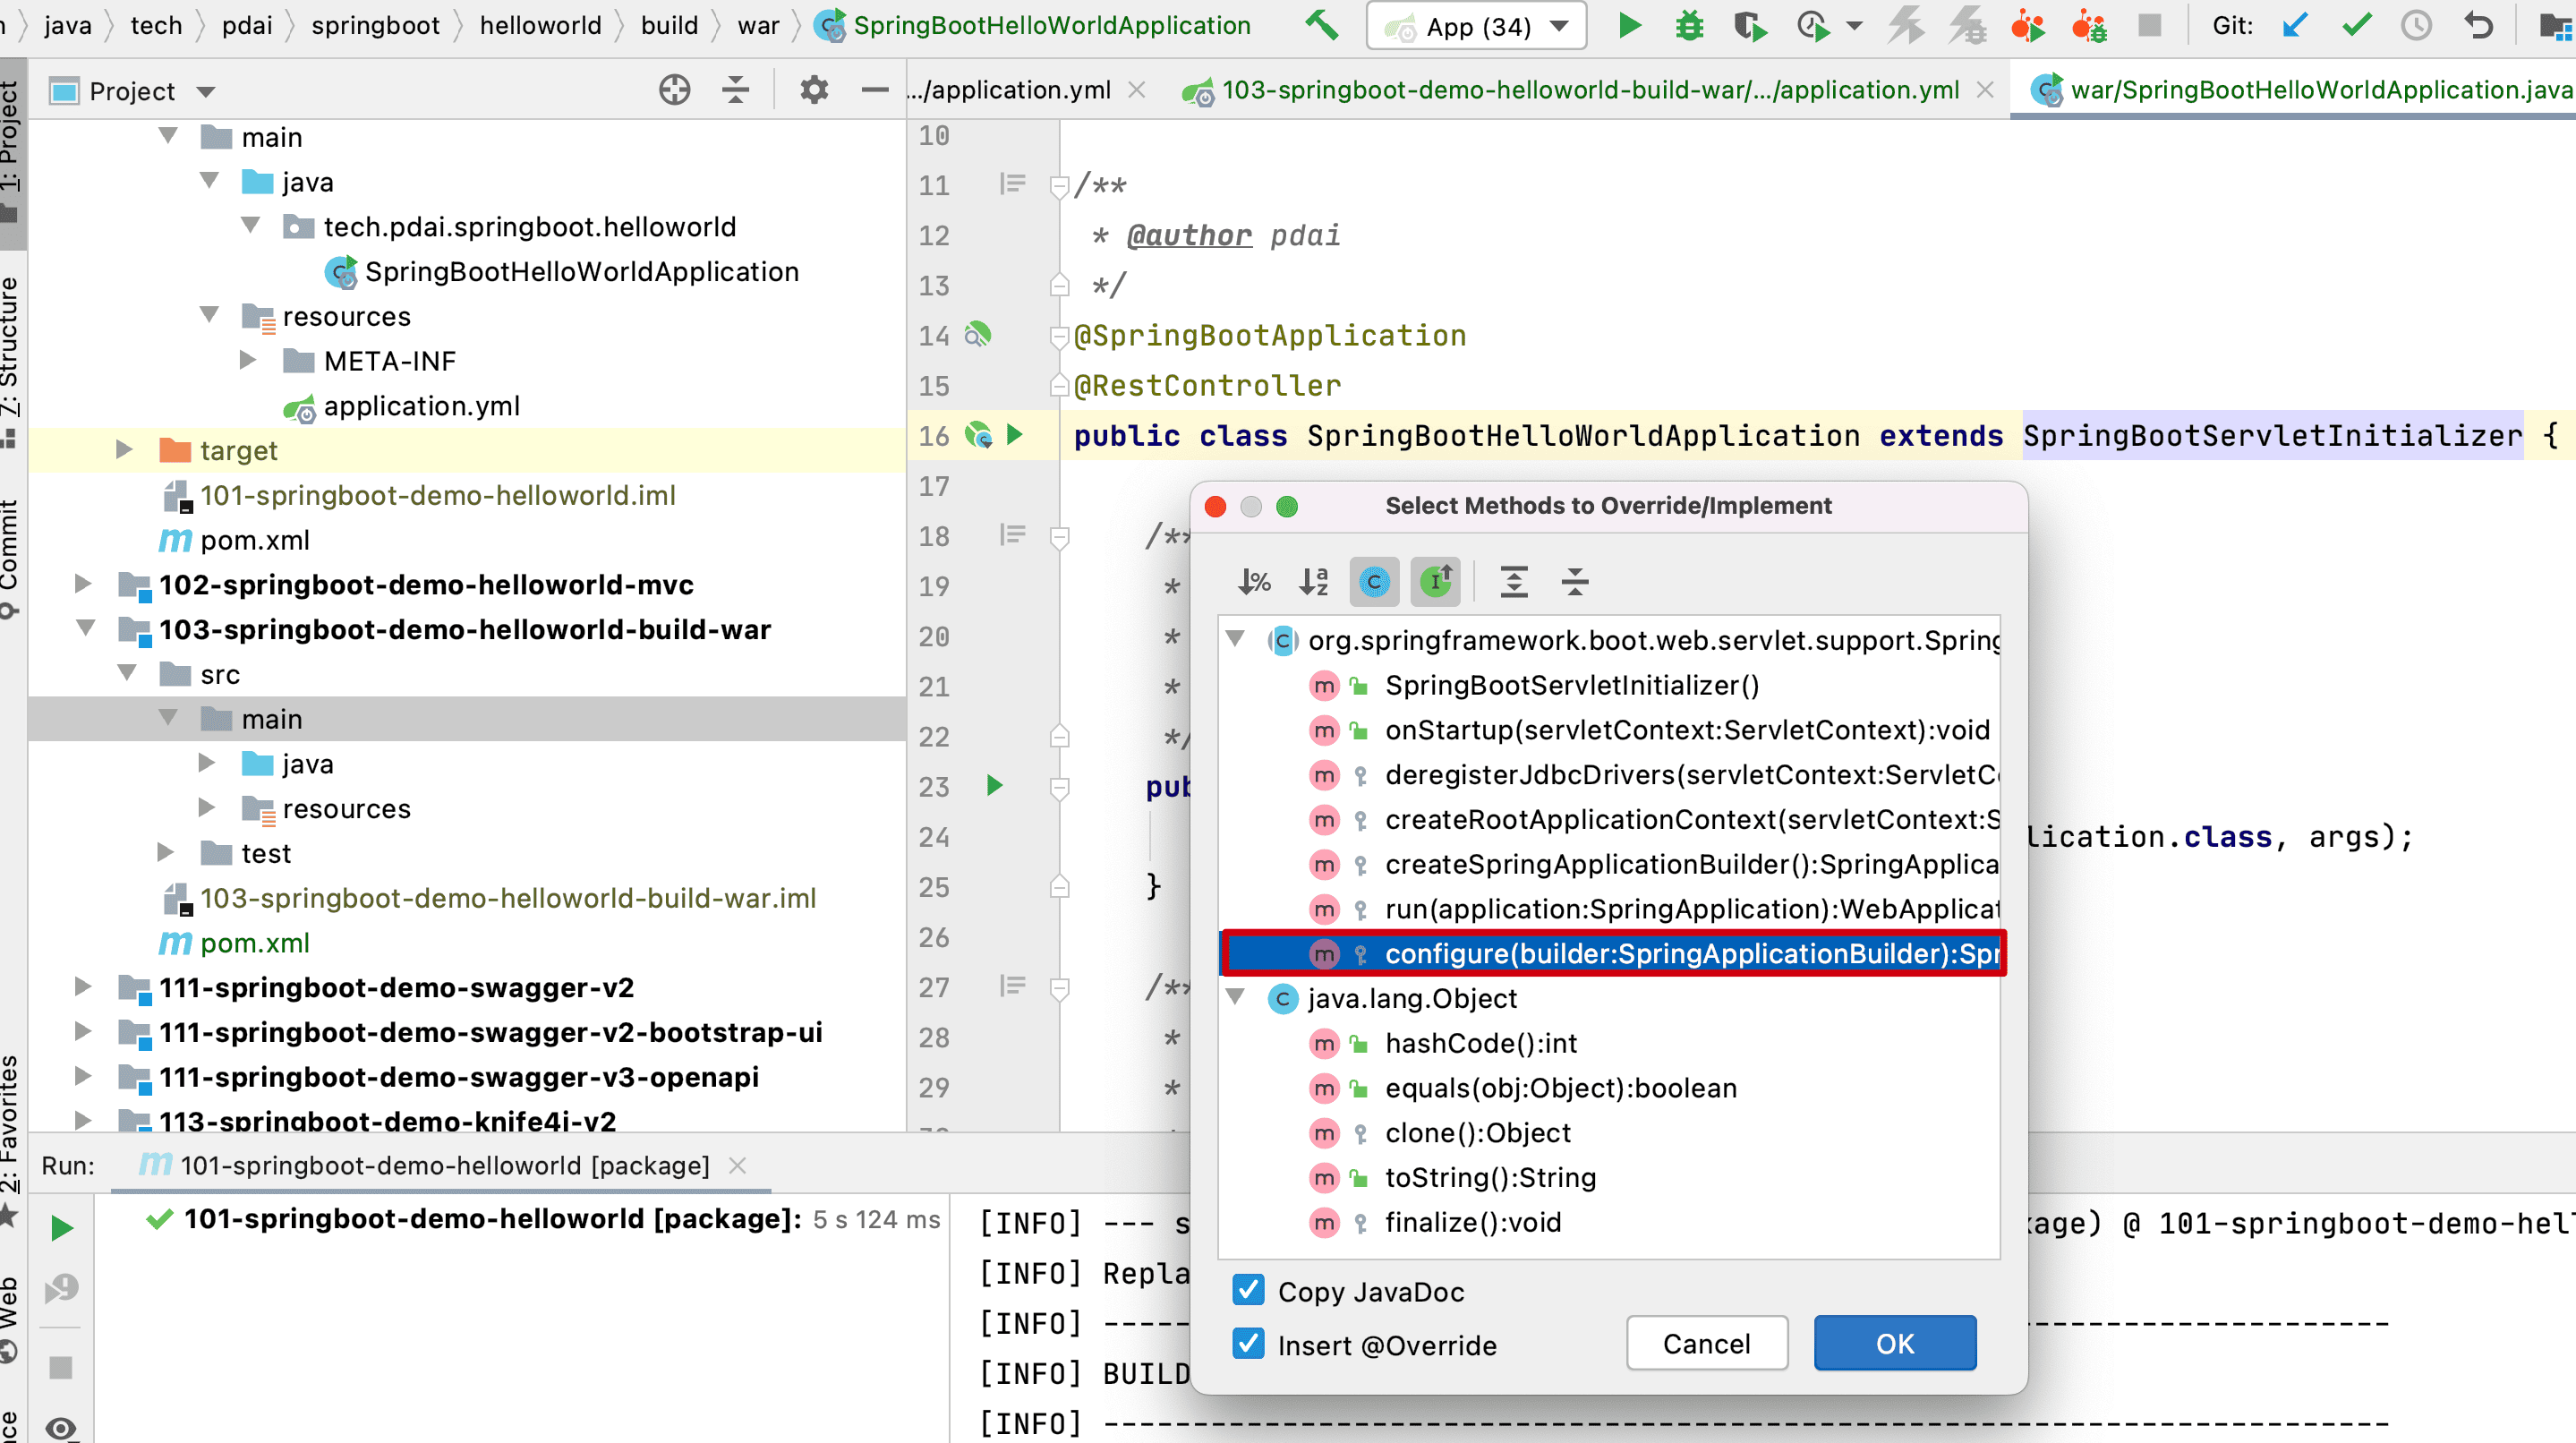 java tech pdai springboot helloworld build war SpringBootHelloWorldApplication App (34) Git:
Project
.../application.yml
103-springboot-demo-helloworld-build-war/.../application.yml
war/SpringBootHelloWorldApplication.java
1: Project
7: Structure
Commit
2: Favorites
Web
main
java
tech.pdai.springboot.helloworld
SpringBootHelloWorldApplication
resources
META-INF
application.yml
target
101-springboot-demo-helloworld.iml
pom.xml
102-springboot-demo-helloworld-mvc
103-springboot-demo-helloworld-build-war
src
main
java
resources
test
103-springboot-demo-helloworld-build-war.iml
pom.xml
111-springboot-demo-swagger-v2
111-springboot-demo-swagger-v2-bootstrap-ui
111-springboot-demo-swagger-v3-openapi
113-springboot-demo-knife4j-v2
10
11 /**
12 * @author pdai
13 */
14 @SpringBootApplication
15 @RestController
16 public class SpringBootHelloWorldApplication extends SpringBootServletInitializer {
17
18 /**
19 *
20 *
21 *
22 */
23 pub
24 lication.class, args);
25 }
26
27 /**
28 *
29 *
Select Methods to Override/Implement
org.springframework.boot.web.servlet.support.Spring
SpringBootServletInitializer()
onStartup(servletContext:ServletContext):void
deregisterJdbcDrivers(servletContext:ServletCo
createRootApplicationContext(servletContext:S
createSpringApplicationBuilder():SpringApplica
run(application:SpringApplication):WebApplicat
configure(builder:SpringApplicationBuilder):Spr
java.lang.Object
hashCode():int
equals(obj:Object):boolean
clone():Object
toString():String
finalize():void
Copy JavaDoc
Insert @Override
Cancel
OK
Run: 101-springboot-demo-helloworld [package]
101-springboot-demo-helloworld [package]: 5 s 124 ms
[INFO] --- s kage) @ 101-springboot-demo-hell
[INFO] Repla
[INFO] -----
[INFO] BUILD
[INFO] ------------------------------------------------------------------------